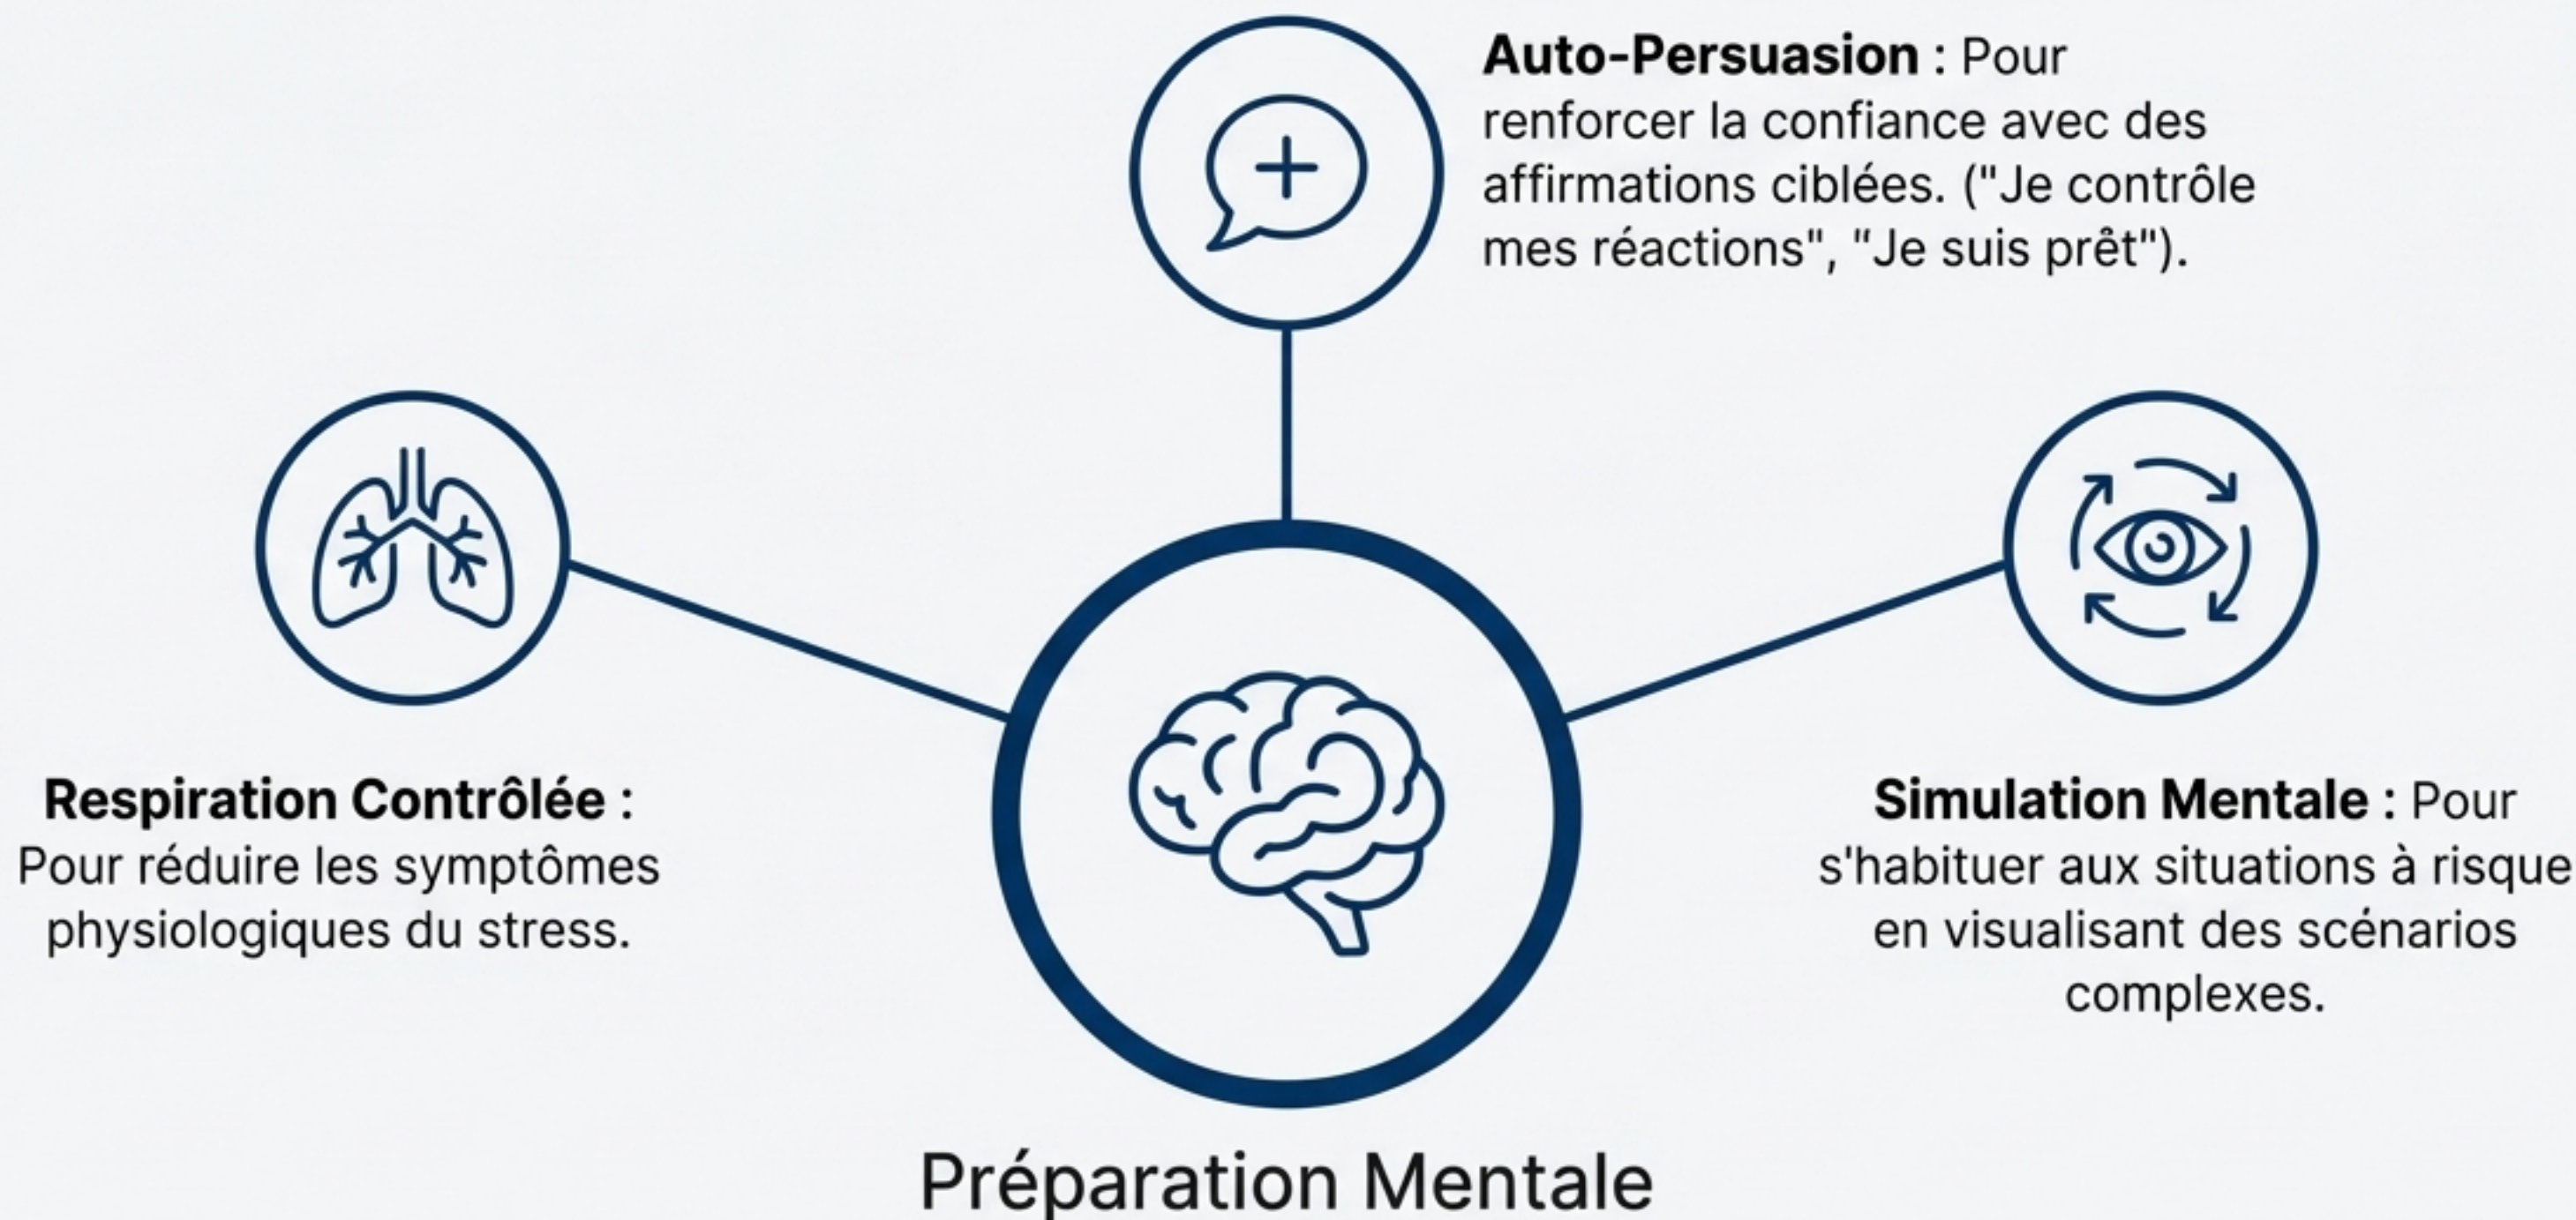 Auto-Persuasion : Pour
renforcer la confiance avec des
affirmations ciblées. ("Je contrôle
mes réactions", "Je suis prêt").
Respiration Contrôlée :
Pour réduire les symptômes
physiologiques du stress.
Simulation Mentale : Pour
s'habituer aux situations à risque
en visualisant des scénarios
complexes.
Préparation Mentale